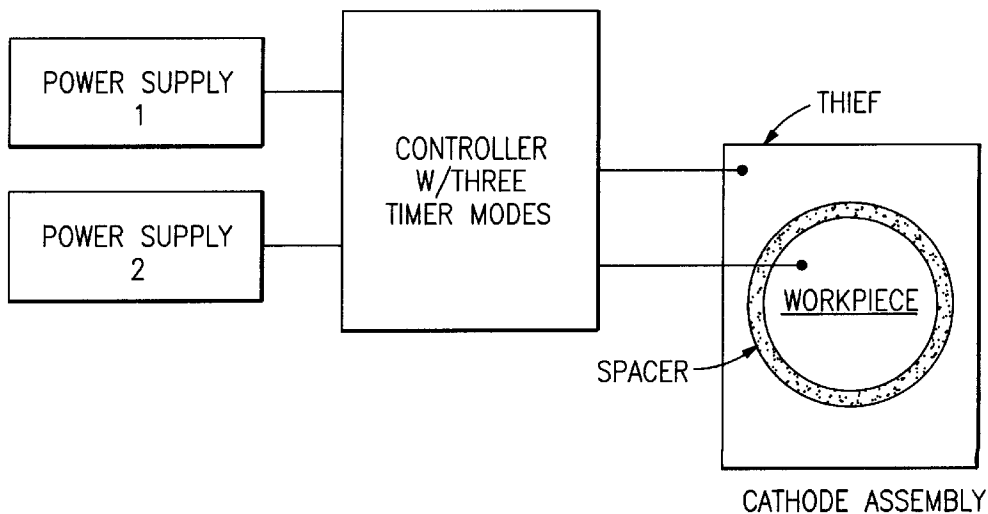 POWER SUPPLY
1
POWER SUPPLY
2
CONTROLLER
W/THREE
TIMER MODES
THIEF
WORKPIECE
SPACER
CATHODE ASSEMBLY